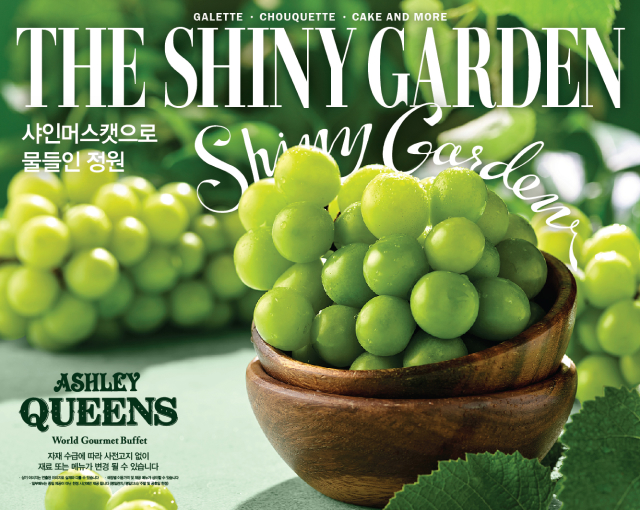 GALETTE · CHOUQUETTE · CAKE AND MORE
THE SHINY GARDEN
Shiny Garden
샤인머스캣으로
물들인 정원
ASHLEY
QUEENS
World Gourmet Buffet
자재 수급에 따라 사전고지 없이
재료 또는 메뉴가 변경 될 수 있습니다